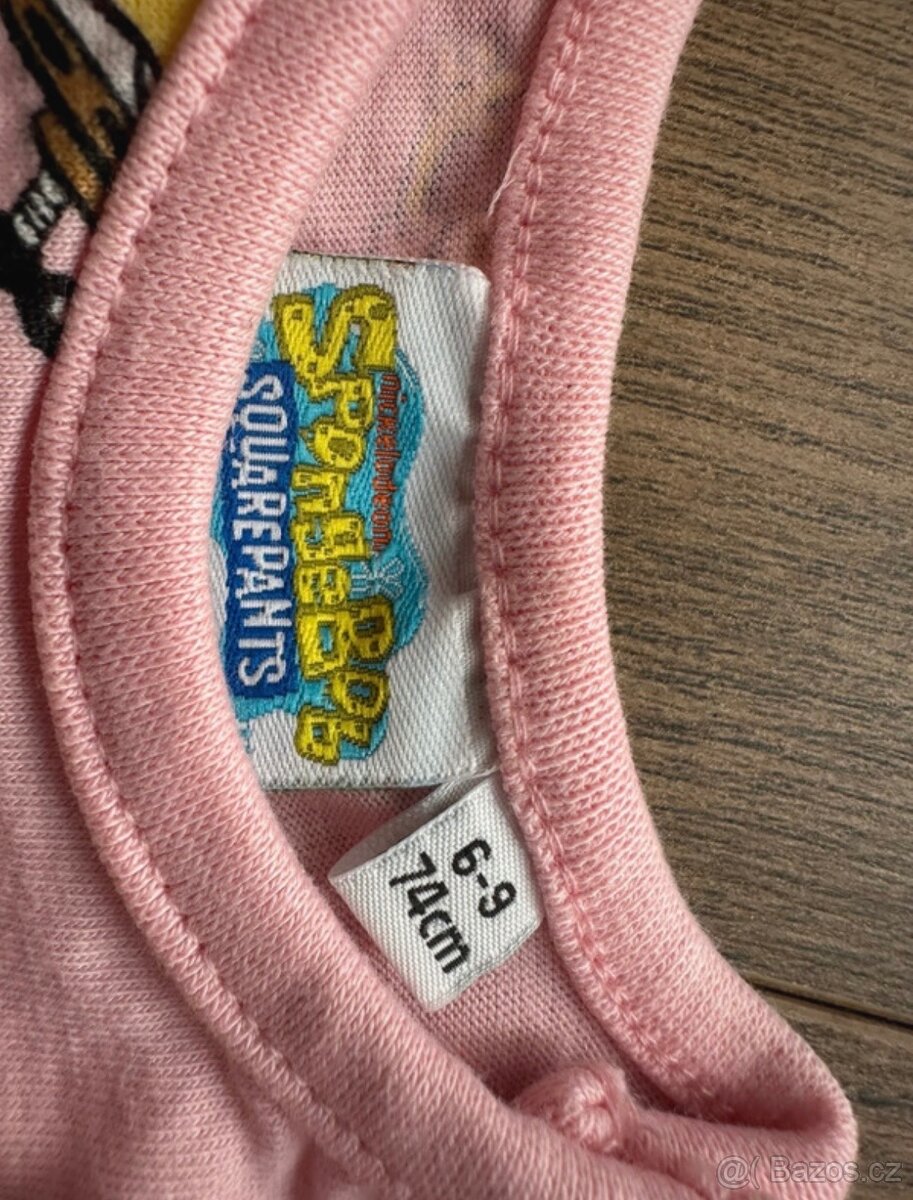 nickelodeon
SPONGEBOB
SQUAREPANTS
6-9
74cm
@( Bazos.cz